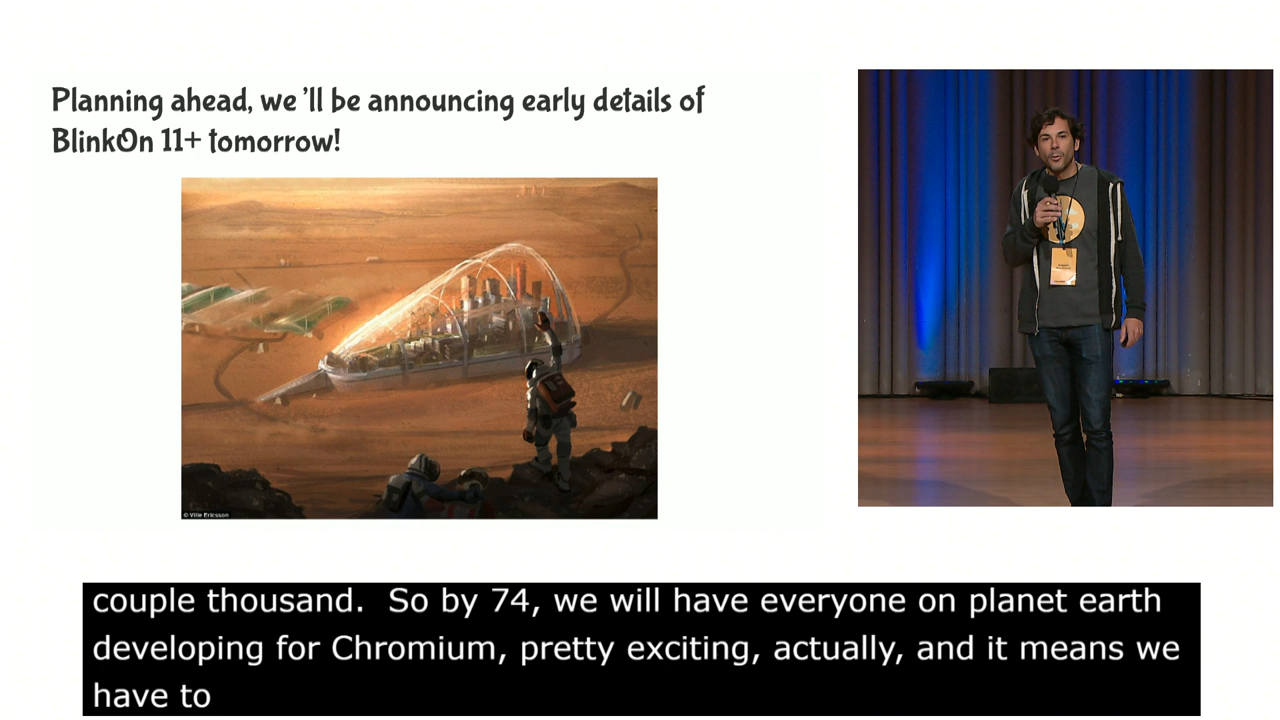 Planning ahead, we 'll be announcing early details of
BlinkOn 11+ tomorrow!
© Ville Ericsson
couple thousand. So by 74, we will have everyone on planet earth
developing for Chromium, pretty exciting, actually, and it means we
have to